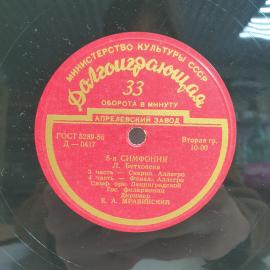 МИНИСТЕРСТВО КУЛЬТУРЫ СССР
Долгоиграющая
33
ОБОРОТА В МИНУТУ
АПРЕЛЕВСКИЙ ЗАВОД
ГОСТ 5289-56
Д — 0417
Вторая гр.
10-00
5-я СИМФОНИЯ
Л. Бетховена
3 часть — Скерцо. Аллегро
4 часть — Финал. Аллегро
Симф. орк. Ленинградской
Гос. филармонии
Дирижер
Е. А. МРАВИНСКИЙ